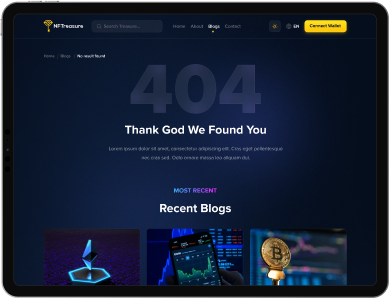 NFTreasure
Search Treasure...
Home
About
Blogs
Contact
EN
Connect Wallet
Home
Blogs
No result found
404
Thank God We Found You
Lorem ipsum dolor sit amet, consectetur adipiscing elit. Cras eget pellentesque
nisi, cras sed. Odio ornare massa leo aliquam dui.
MOST RECENT
Recent Blogs